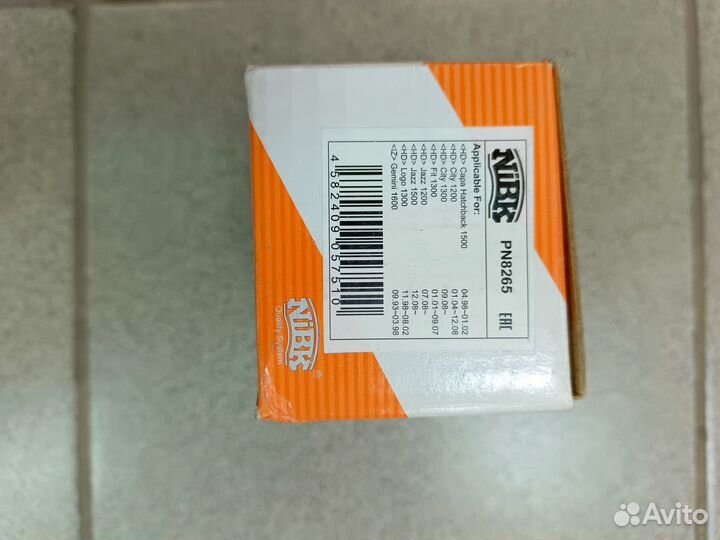 NiBK PN8265 EAC
Applicable For:
<HD> Capa Hatchback 1500 04.98~01.02
<HD> City 1200 01.04~12.08
<HD> City 1300 09.08~
<HD> Fit 1300 01.01~09.07
<HD> Jazz 1200 07.08~
<HD> Jazz 1500 12.08~
<HD> Logo 1300 11.98~08.02
<IZ> Gemini 1600 09.93~03.98
4 582409 057510
NiBK®
Quality System
Avito